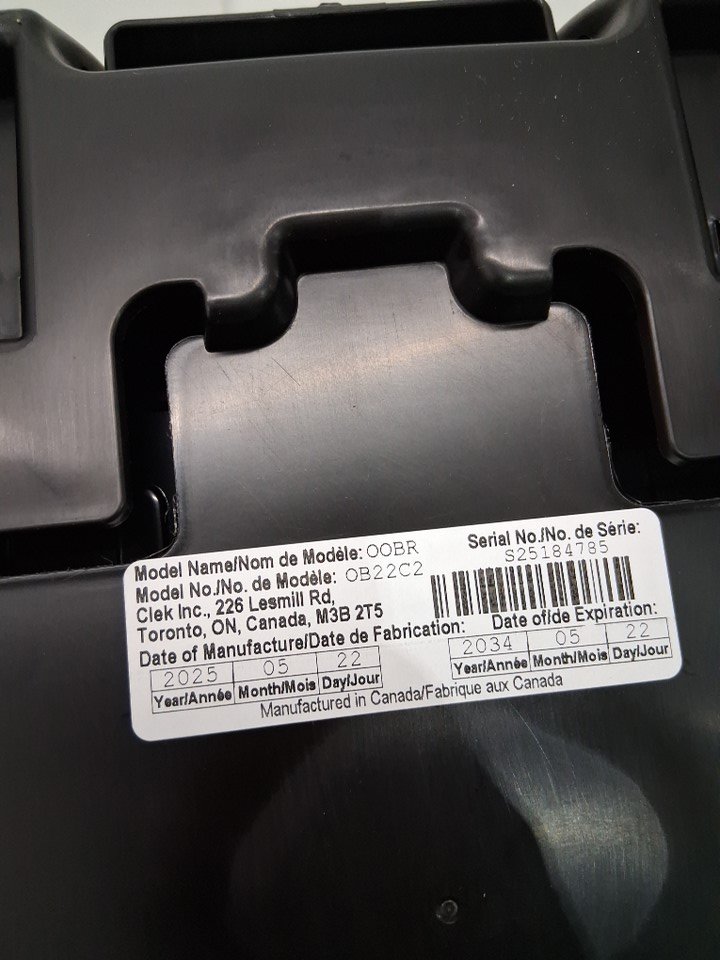 Model Name/Nom de Modèle: OOBR
Model No./No. de Modèle: OB22C2
Clek Inc., 226 Lesmill Rd,
Toronto, ON, Canada, M3B 2T5
Serial No./No. de Série:
S25184785
Date of Manufacture/Date de Fabrication:
2025 05 22
Year/Année Month/Mois Day/Jour
Date of/de Expiration:
2034 05 22
Year/Année Month/Mois Day/Jour
Manufactured in Canada/Fabrique aux Canada